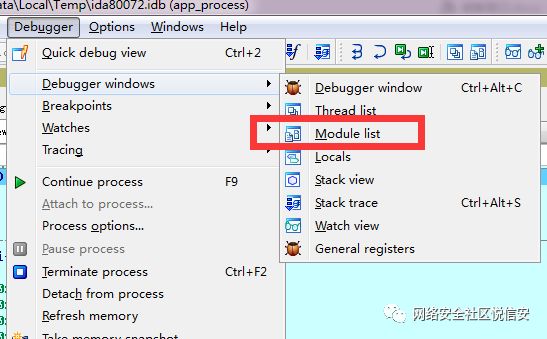 ata\Local\Temp\ida80072.idb (app_process)
Debugger Options Windows Help
Quick debug view Ctrl+2
Debugger windows
Breakpoints
Watches
Tracing
Continue process F9
Attach to process...
Process options...
Pause process
Terminate process Ctrl+F2
Detach from process
Refresh memory
Take memory snapshot
Debugger window Ctrl+Alt+C
Thread list
Module list
Locals
Stack view
Stack trace Ctrl+Alt+S
Watch view
General registers
网络安全社区悦信安